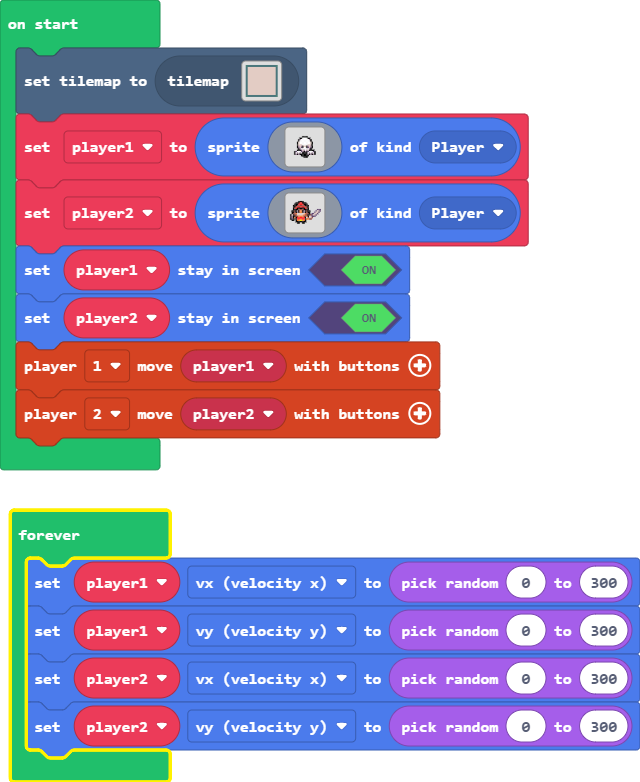 on start
set tilemap to tilemap
set player1 to sprite of kind Player
set player2 to sprite of kind Player
set player1 stay in screen ON
set player2 stay in screen ON
player 1 move player1 with buttons
player 2 move player2 with buttons
forever
set player1 vx (velocity x) to pick random 0 to 300
set player1 vy (velocity y) to pick random 0 to 300
set player2 vx (velocity x) to pick random 0 to 300
set player2 vy (velocity y) to pick random 0 to 300